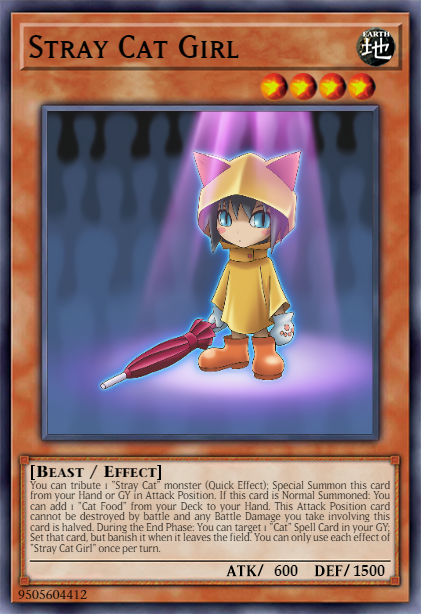 Stray Cat Girl
EARTH
地
[Beast / Effect]
You can tribute 1 "Stray Cat" monster (Quick Effect); Special Summon this card
from your Hand or GY in Attack Position. If this card is Normal Summoned: You
can add 1 "Cat Food" from your Deck to your Hand. This Attack Position card
cannot be destroyed by battle and any Battle Damage you take involving this
card is halved. During the End Phase: You can target 1 "Cat" Spell Card in your GY;
Set that card, but banish it when it leaves the field. You can only use each effect of
"Stray Cat Girl" once per turn.
ATK/ 600 DEF/ 1500
9505604412